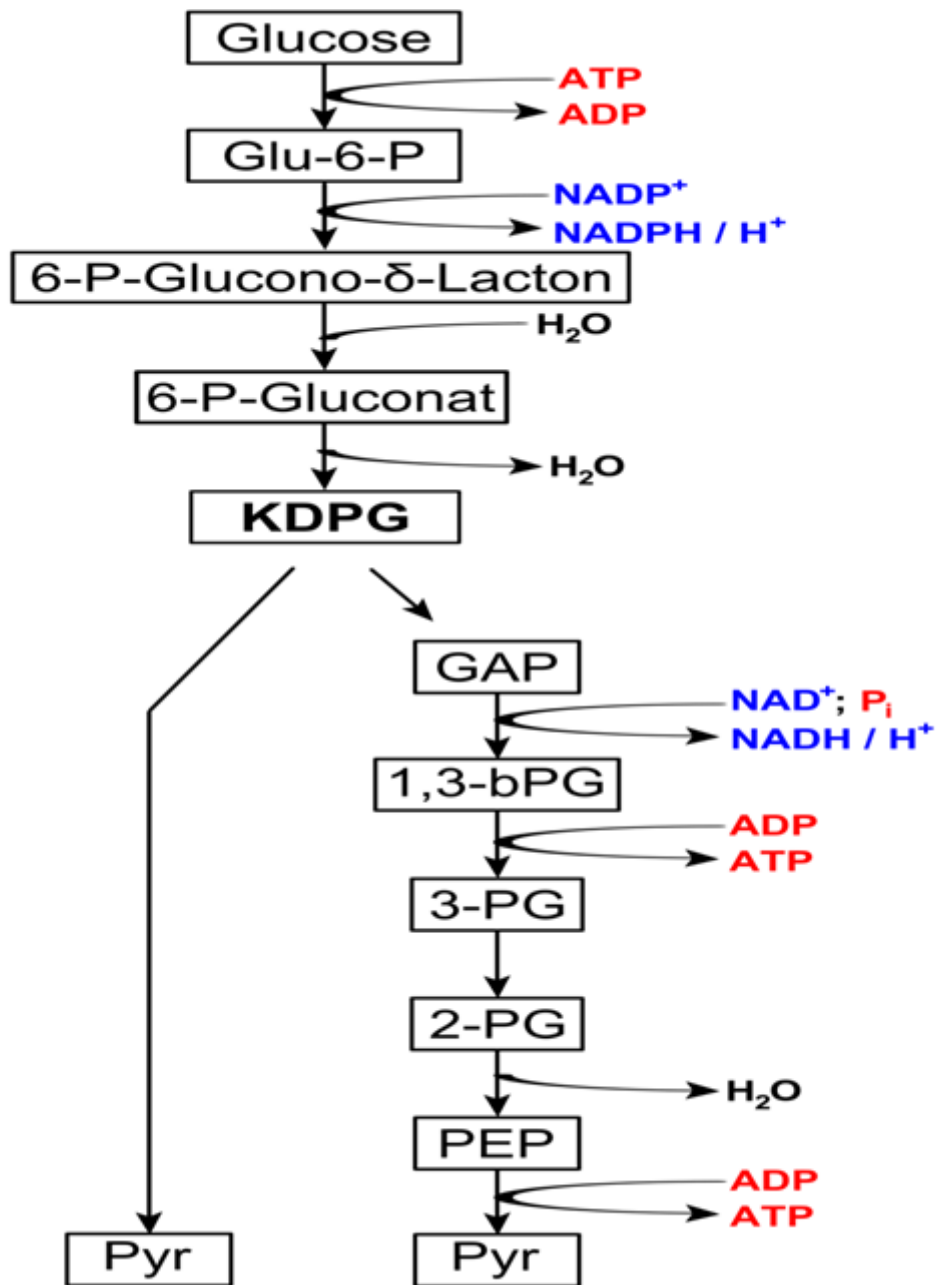 Glucose
ATP
ADP
Glu-6-P
NADP⁺
NADPH / H⁺
6-P-Glucono-δ-Lacton
H₂O
6-P-Gluconat
H₂O
KDPG
GAP
NAD⁺; Pᵢ
NADH / H⁺
1,3-bPG
ADP
ATP
3-PG
2-PG
H₂O
PEP
ADP
ATP
Pyr
Pyr